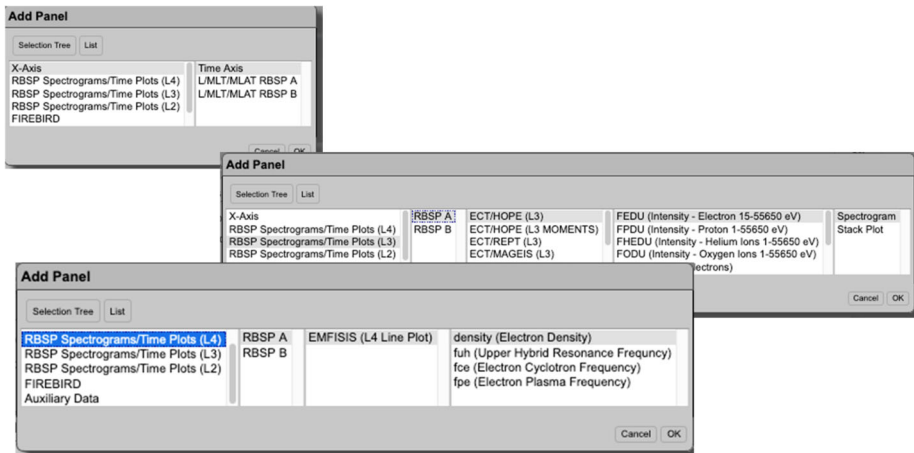 Add Panel
Selection Tree List
X-Axis
RBSP Spectrograms/Time Plots (L4)
RBSP Spectrograms/Time Plots (L3)
RBSP Spectrograms/Time Plots (L2)
FIREBIRD
Time Axis
L/MLT/MLAT RBSP A
L/MLT/MLAT RBSP B
Cancel OK
Add Panel
Selection Tree List
X-Axis
RBSP Spectrograms/Time Plots (L4)
RBSP Spectrograms/Time Plots (L3)
RBSP Spectrograms/Time Plots (L2)
RBSP A
RBSP B
ECT/HOPE (L3)
ECT/HOPE (L3 MOMENTS)
ECT/REPT (L3)
ECT/MAGEIS (L3)
FEDU (Intensity - Electron 15-55650 eV)
FPDU (Intensity - Proton 1-55650 eV)
FHEDU (Intensity - Helium Ions 1-55650 eV)
FODU (Intensity - Oxygen Ions 1-55650 eV)
lectrons)
Spectrogram
Stack Plot
Cancel OK
Add Panel
Selection Tree List
RBSP Spectrograms/Time Plots (L4)
RBSP Spectrograms/Time Plots (L3)
RBSP Spectrograms/Time Plots (L2)
FIREBIRD
Auxiliary Data
RBSP A
RBSP B
EMFISIS (L4 Line Plot)
density (Electron Density)
fuh (Upper Hybrid Resonance Frequncy)
fce (Electron Cyclotron Frequency)
fpe (Electron Plasma Frequency)
Cancel OK